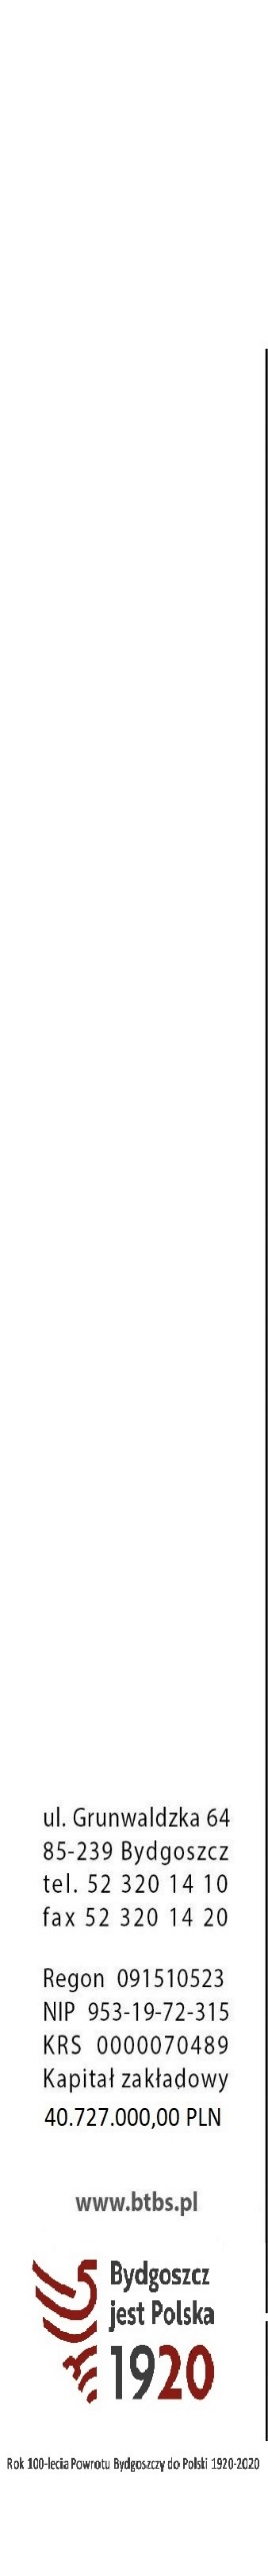 ul. Grunwaldzka 64
85-239 Bydgoszcz
tel. 52 320 14 10
fax 52 320 14 20
Regon 091510523
NIP 953-19-72-315
KRS 0000070489
Kapitał zakładowy
40.727.000,00 PLN
www.btbs.pl
Bydgoszcz
jest Polska
1920
Rok 100-lecia Powrotu Bydgoszczy do Polski 1920-2020